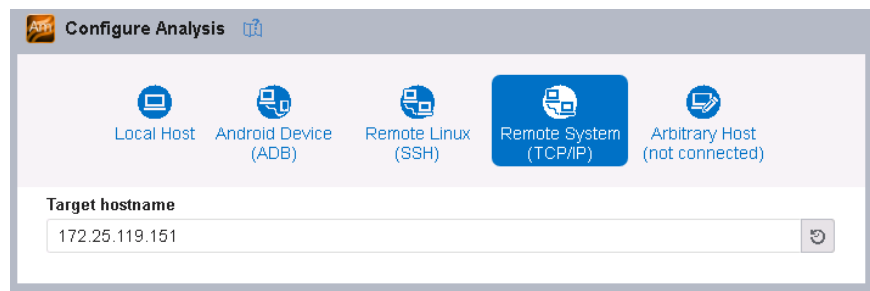 Am
Configure Analysis
Local Host
Android Device
(ADB)
Remote Linux
(SSH)
Remote System
(TCP/IP)
Arbitrary Host
(not connected)
Target hostname
172.25.119.151